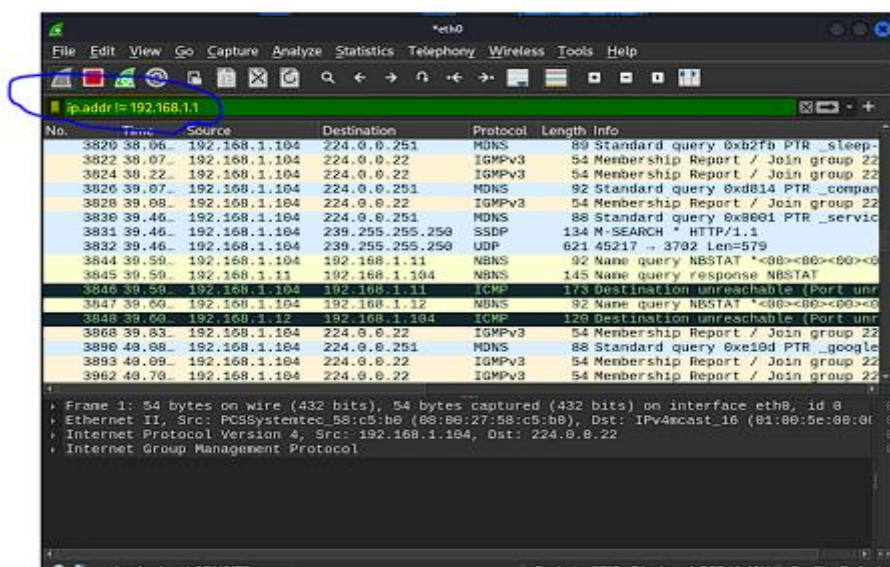 *eth0
File Edit View Go Capture Analyze Statistics Telephony Wireless Tools Help
ip.addr != 192.168.1.1
No. Time Source Destination Protocol Length Info
3820 38.06… 192.168.1.104 224.0.0.251 MDNS 89 Standard query 0xb2fb PTR _sleep-
3822 38.07… 192.168.1.104 224.0.0.22 IGMPv3 54 Membership Report / Join group 22
3824 38.22… 192.168.1.104 224.0.0.22 IGMPv3 54 Membership Report / Join group 22
3826 39.07… 192.168.1.104 224.0.0.251 MDNS 92 Standard query 0xd814 PTR _compan
3828 39.08… 192.168.1.104 224.0.0.22 IGMPv3 54 Membership Report / Join group 22
3830 39.46… 192.168.1.104 224.0.0.251 MDNS 88 Standard query 0x0001 PTR _servic
3831 39.46… 192.168.1.104 239.255.255.250 SSDP 134 M-SEARCH * HTTP/1.1
3832 39.46… 192.168.1.104 239.255.255.250 UDP 621 45217 → 3702 Len=579
3844 39.59… 192.168.1.104 192.168.1.11 NBNS 92 Name query NBSTAT *<00><00><00><0
3845 39.59… 192.168.1.11 192.168.1.104 NBNS 145 Name query response NBSTAT
3846 39.59… 192.168.1.104 192.168.1.11 ICMP 173 Destination unreachable (Port unr
3847 39.60… 192.168.1.104 192.168.1.12 NBNS 92 Name query NBSTAT *<00><00><00><0
3848 39.60… 192.168.1.12 192.168.1.104 ICMP 120 Destination unreachable (Port unr
3868 39.83… 192.168.1.104 224.0.0.22 IGMPv3 54 Membership Report / Join group 22
3890 40.08… 192.168.1.104 224.0.0.251 MDNS 88 Standard query 0xe10d PTR _google
3893 40.09… 192.168.1.104 224.0.0.22 IGMPv3 54 Membership Report / Join group 22
3962 40.70… 192.168.1.104 224.0.0.22 IGMPv3 54 Membership Report / Join group 22
Frame 1: 54 bytes on wire (432 bits), 54 bytes captured (432 bits) on interface eth0, id 0
Ethernet II, Src: PCSSystemtec_58:c5:b0 (08:00:27:58:c5:b0), Dst: IPv4mcast_16 (01:00:5e:00:00
Internet Protocol Version 4, Src: 192.168.1.104, Dst: 224.0.0.22
Internet Group Management Protocol